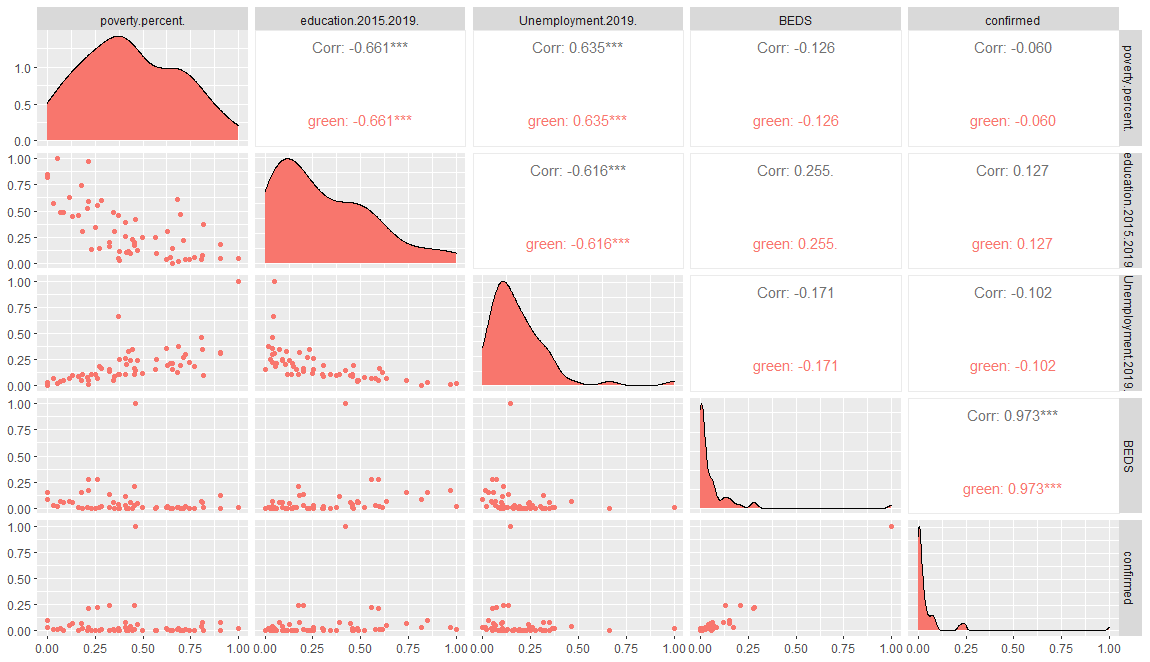 poverty.percent. education.2015.2019. Unemployment.2019. BEDS confirmed
Corr: -0.661*** Corr: 0.635*** Corr: -0.126 Corr: -0.060
green: -0.661*** green: 0.635*** green: -0.126 green: -0.060
1.0
0.5
0.0
poverty.percent.
Corr: -0.616*** Corr: 0.255. Corr: 0.127
green: -0.616*** green: 0.255. green: 0.127
1.00
0.75
0.50
0.25
0.00
education.2015.2019
Corr: -0.171 Corr: -0.102
green: -0.171 green: -0.102
1.00
0.75
0.50
0.25
0.00
Unemployment.2019.
Corr: 0.973***
green: 0.973***
1.00
0.75
0.50
0.25
0.00
BEDS
1.00
0.75
0.50
0.25
0.00
confirmed
0.00 0.25 0.50 0.75 1.00 0.00 0.25 0.50 0.75 1.00 0.00 0.25 0.50 0.75 1.00 0.00 0.25 0.50 0.75 1.00 0.00 0.25 0.50 0.75 1.00